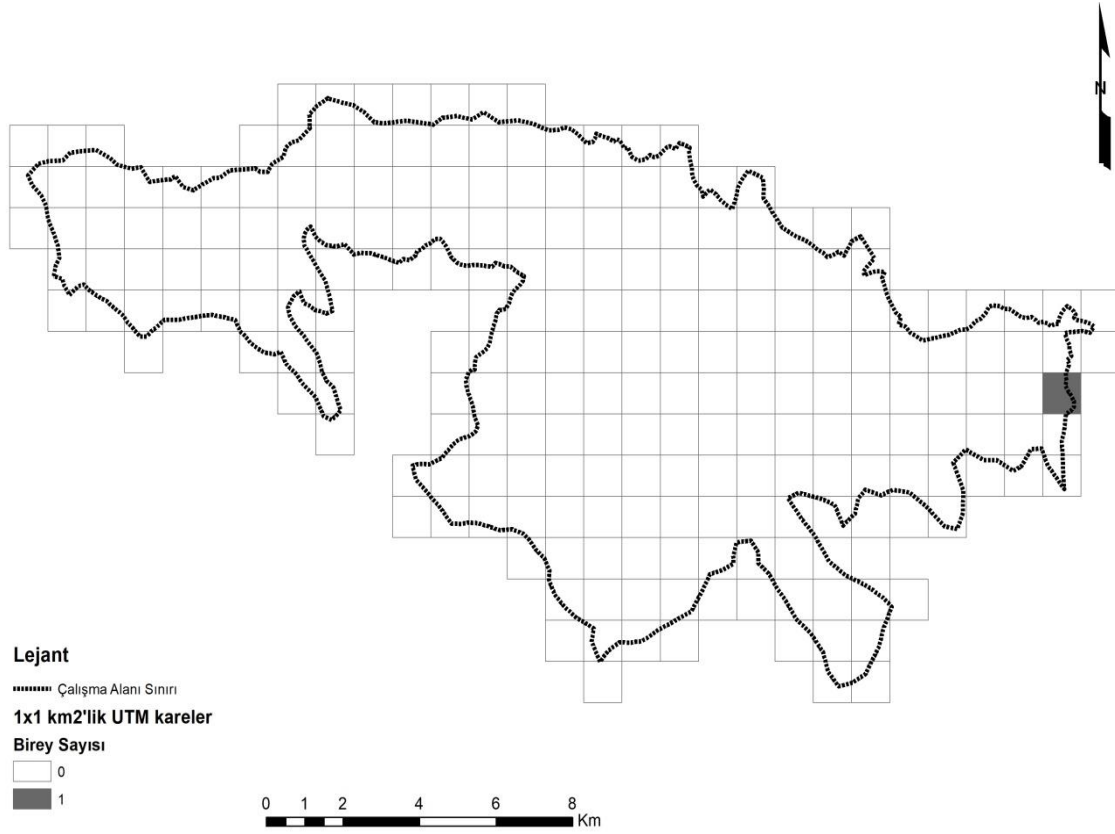 N
Lejant
Çalışma Alanı Sınırı
1x1 km2'lik UTM kareler
Birey Sayısı
0
1
0 1 2 4 6 8
Km